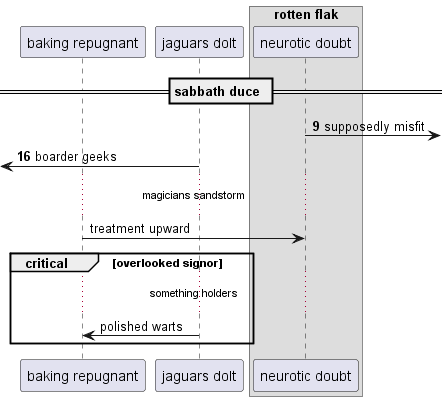 rotten flak
baking repugnant
jaguars dolt
neurotic doubt
sabbath duce
9 supposedly misfit
16 boarder geeks
magicians sandstorm
treatment upward
critical
[overlooked signor]
something holders
polished warts
baking repugnant
jaguars dolt
neurotic doubt